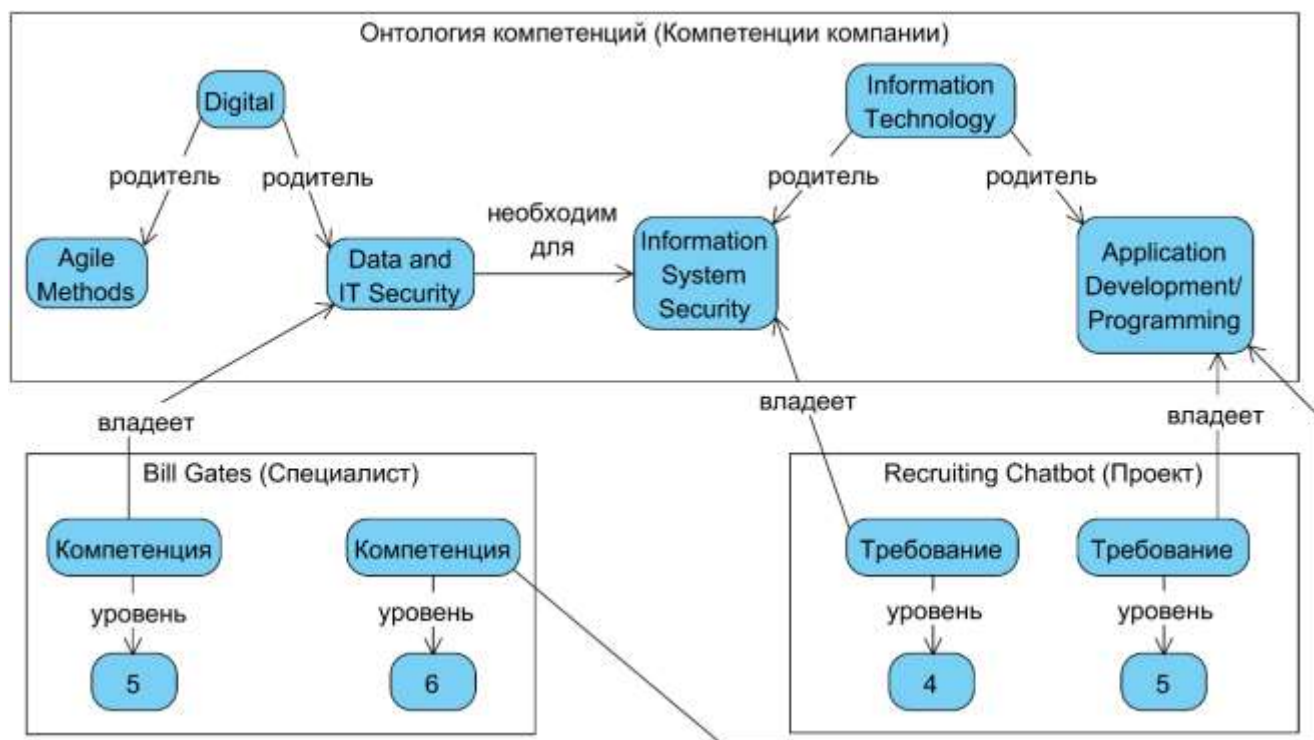 Онтология компетенций (Компетенции компании)
Digital
Information
Technology
родитель
родитель
родитель
родитель
необходим
для
Agile
Methods
Data and
IT Security
Information
System
Security
Application
Development/
Programming
владеет
владеет
владеет
Bill Gates (Специалист)
Recruiting Chatbot (Проект)
Компетенция
Компетенция
Требование
Требование
уровень
уровень
уровень
уровень
5
6
4
5